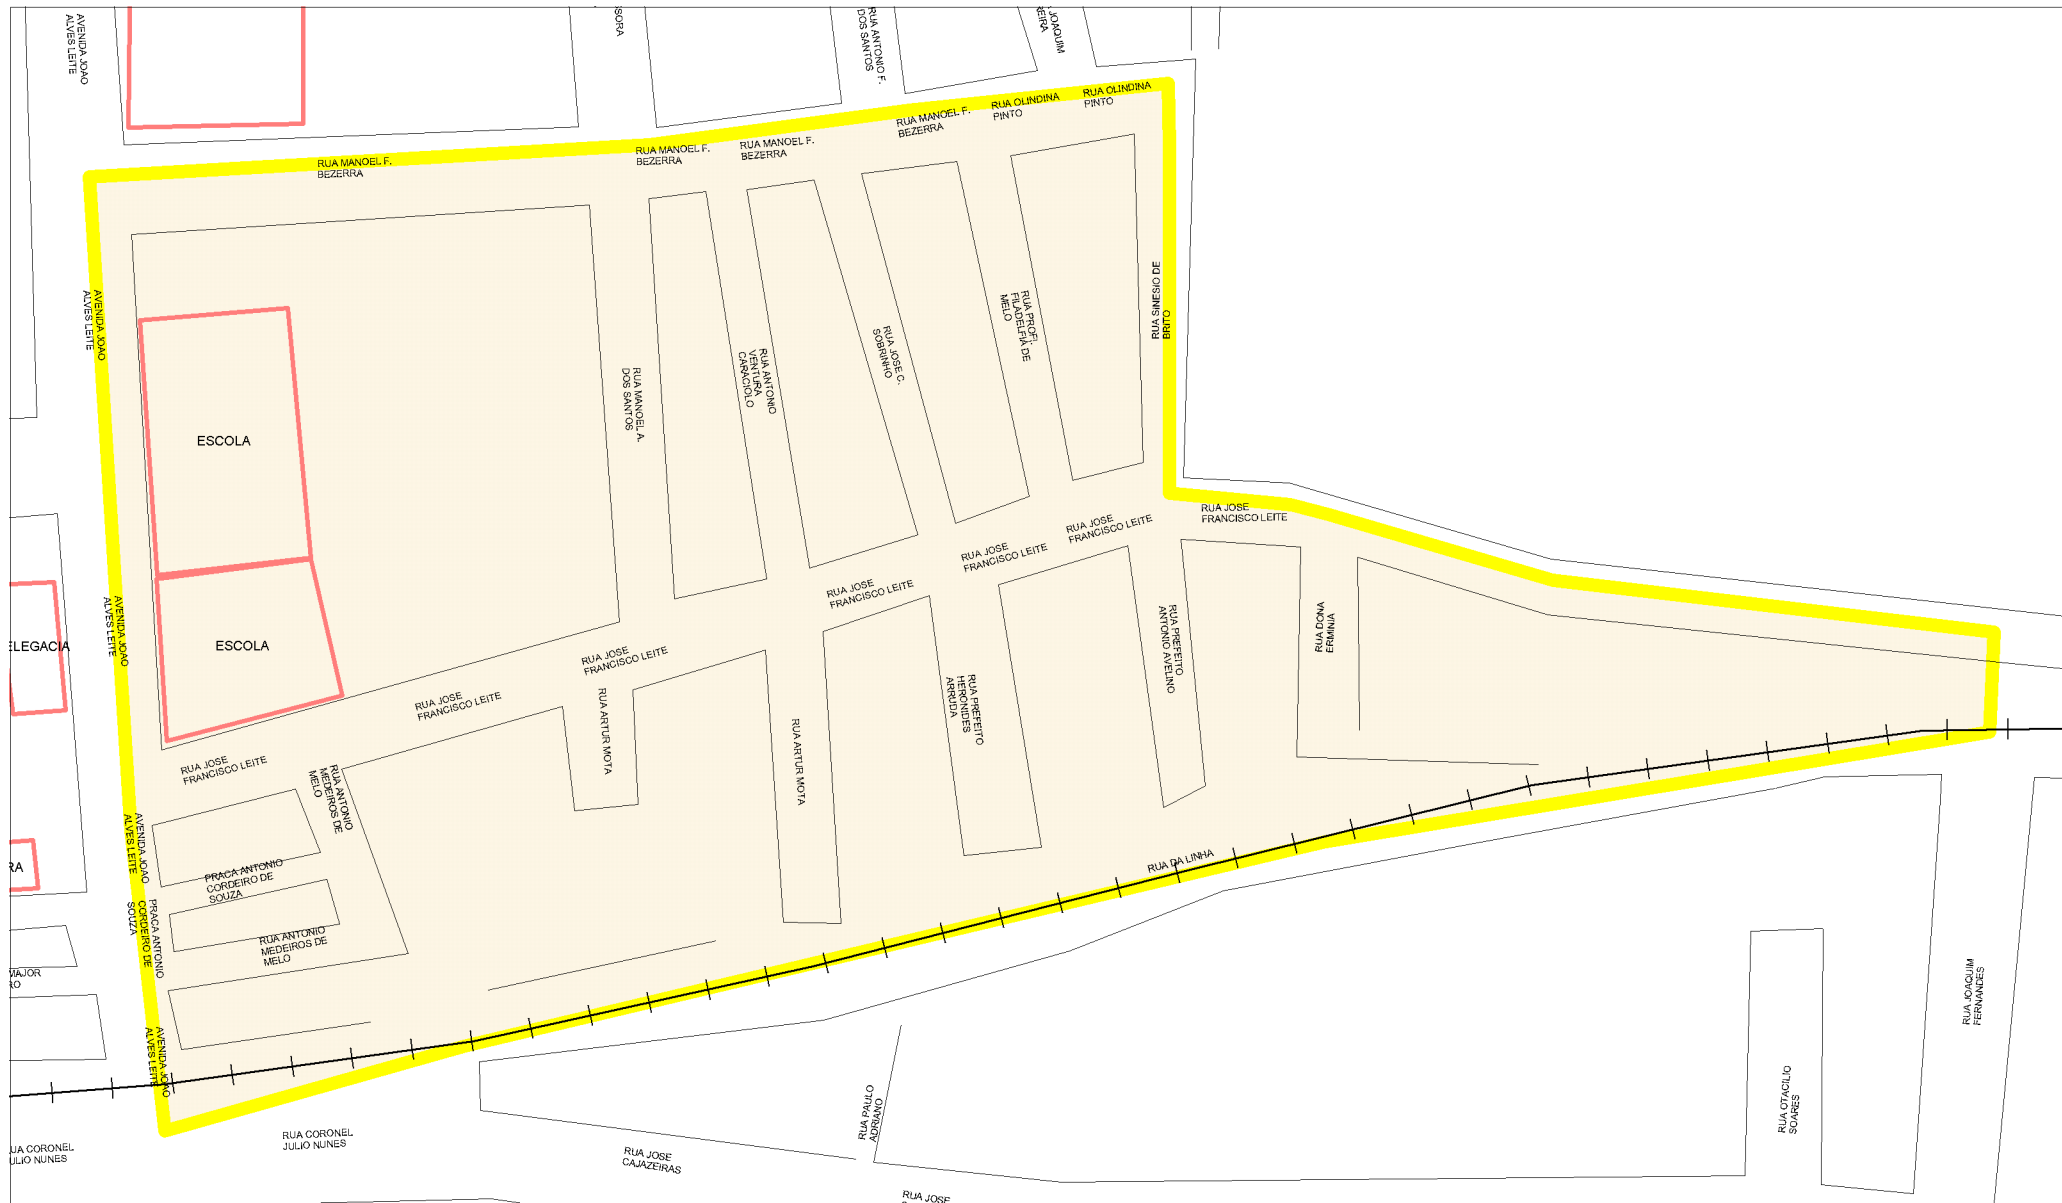 AVENIDA JOAO
ALVES LEITE
SSORA
RUA ANTONIO F.
DOS SANTOS
JOAQUIM
REIRA
RUA MANOEL F.
BEZERRA
RUA MANOEL F.
BEZERRA
RUA MANOEL F.
BEZERRA
RUA MANOEL F.
BEZERRA
RUA OLINDINA
PINTO
RUA OLINDINA
PINTO
AVENIDA JOAO
ALVES LEITE
RUA MANOEL A.
DOS SANTOS
RUA ANTONIO
VENTURA
CARACIOLO
RUA JOSE C.
SOBRINHO
RUA PROFI.
FILADELFIA DE
MELO
RUA SINESIO DE
BRITO
ESCOLA
ESCOLA
ELEGACIA
AVENIDA JOAO
ALVES LEITE
RUA JOSE
FRANCISCO LEITE
RUA JOSE
FRANCISCO LEITE
RUA JOSE
FRANCISCO LEITE
RUA JOSE
FRANCISCO LEITE
RUA JOSE
FRANCISCO LEITE
RUA JOSE
FRANCISCO LEITE
RUA JOSE
FRANCISCO LEITE
RUA ARTUR MOTA
RUA ARTUR MOTA
RUA PREFEITO
HERONIDES
ARRUDA
RUA PREFEITO
ANTONIO AVELINO
RUA DONA
ERMINIA
RUA ANTONIO
MEDEIROS DE
MELO
AVENIDA JOAO
ALVES LEITE
RA
PRACA ANTONIO
CORDEIRO DE
SOUZA
PRACA ANTONIO
CORDEIRO DE
SOUZA
RUA ANTONIO
MEDEIROS DE
MELO
RUA DA LINHA
MAJOR
RO
AVENIDA JOAO
ALVES LEITE
RUA CORONEL
JULIO NUNES
UA CORONEL
ULIO NUNES
RUA JOSE
CAJAZEIRAS
RUA PAULO
ADRIANO
RUA JOSE
RUA OTACILIO
SOARES
RUA JOAQUIM
FERNANDES